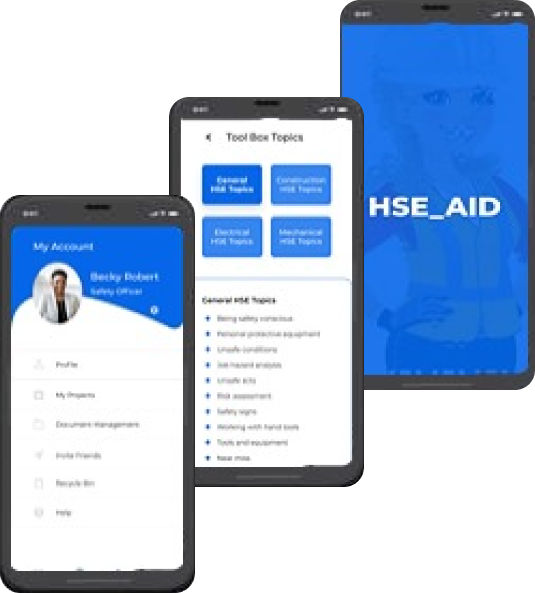 9:41
HSE_AID
9:41
Tool Box Topics
General
HSE Topics
Construction
HSE Topics
Electrical
HSE Topics
Mechanical
HSE Topics
General HSE Topics
Being safety conscious
Personal protective equipment
Unsafe conditions
Job hazard analysis
Unsafe acts
Risk assessment
Safety signs
Working with hand tools
Tools and equipment
Near miss
9:41
My Account
Becky Robert
Safety Officer
Profile
My Projects
Document Management
Invite Friends
Recycle Bin
Help